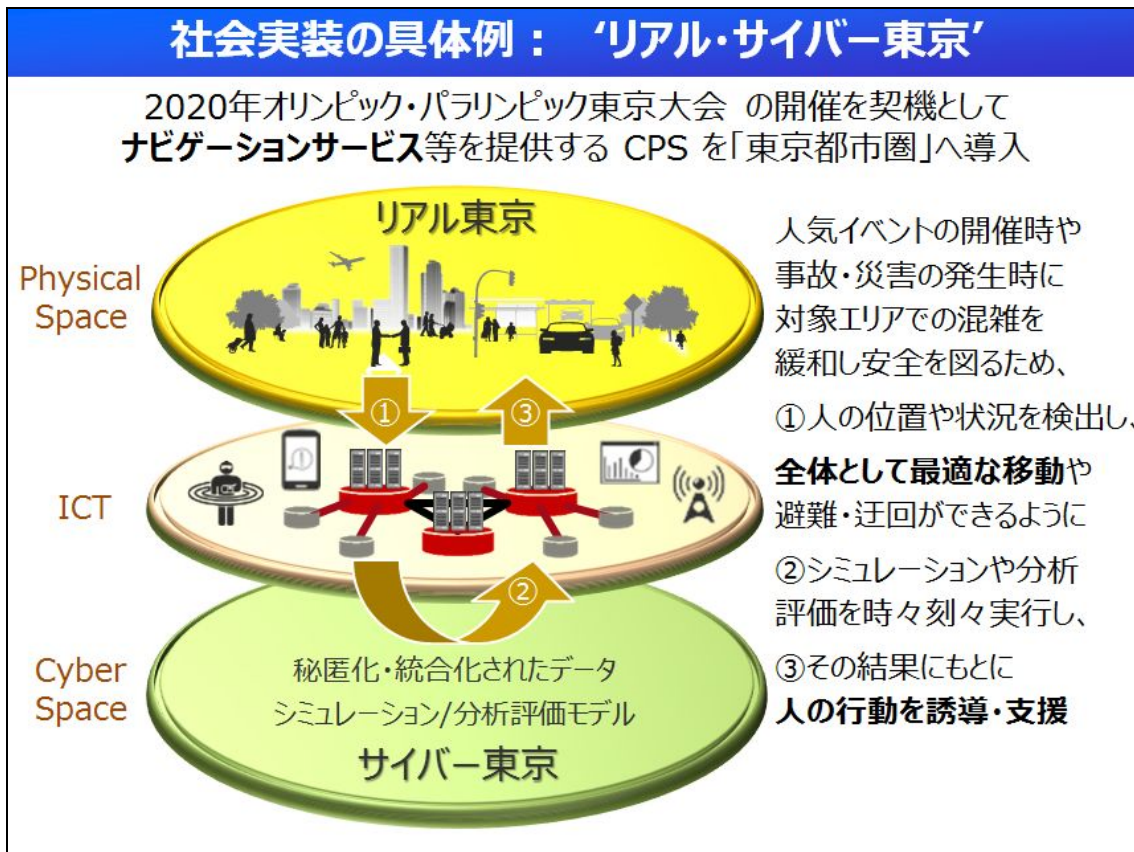 社会実装の具体例： ‘リアル・サイバー東京’
2020年オリンピック・パラリンピック東京大会 の開催を契機として
ナビゲーションサービス等を提供する CPS を「東京都市圏」へ導入
リアル東京
Physical
Space
①
③
ICT
②
Cyber
Space
秘匿化・統合化されたデータ
シミュレーション/分析評価モデル
サイバー東京
人気イベントの開催時や
事故・災害の発生時に
対象エリアでの混雑を
緩和し安全を図るため、
①人の位置や状況を検出し、
全体として最適な移動や
避難・迂回ができるように
②シミュレーションや分析
評価を時々刻々実行し、
③その結果にもとに
人の行動を誘導・支援